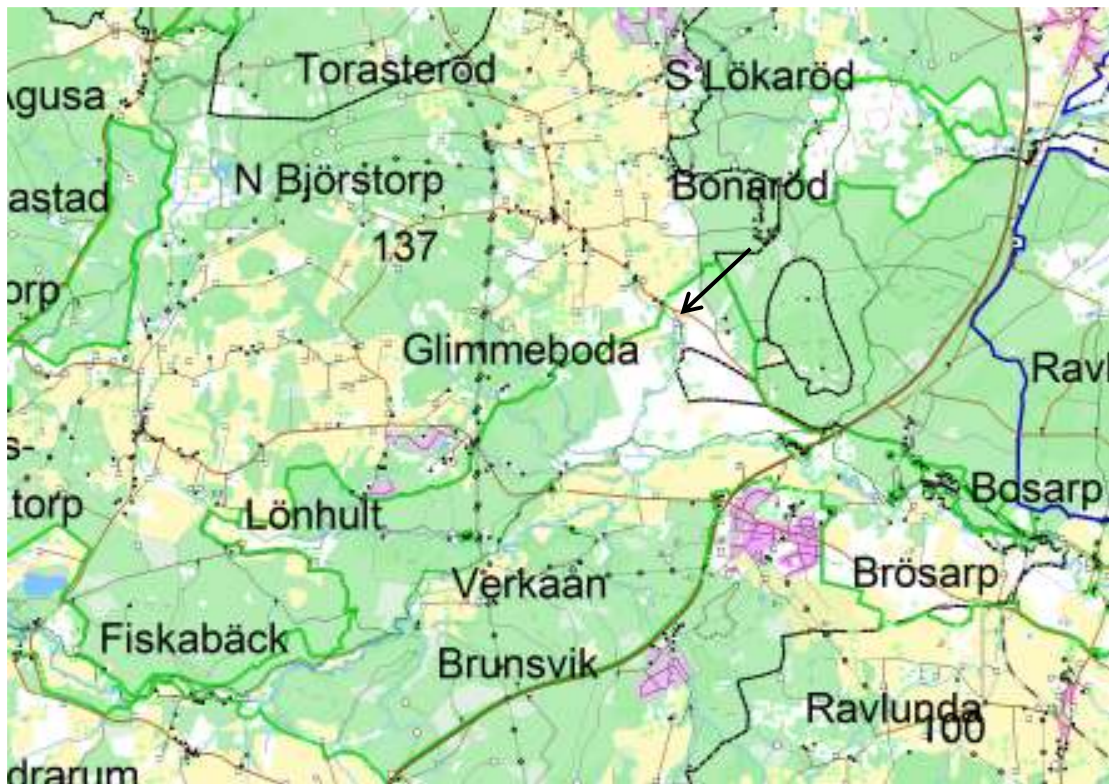 Torasteröd
S Lökaröd
Agusa
N Björstorp
Bonaröd
astad
137
orp
Glimmeboda
Ravl
s-
torp
Lönhult
Bosarp
Verkaån
Brösarp
Fiskabäck
Brunsvik
Ravlunda
100
drarum